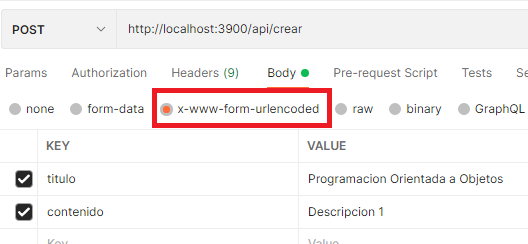 POST http://localhost:3900/api/crear
Params Authorization Headers (9) Body Pre-request Script Tests
none form-data x-www-form-urlencoded raw binary GraphQL
KEY VALUE
titulo Programacion Orientada a Objetos
contenido Descripcion 1
Key Value